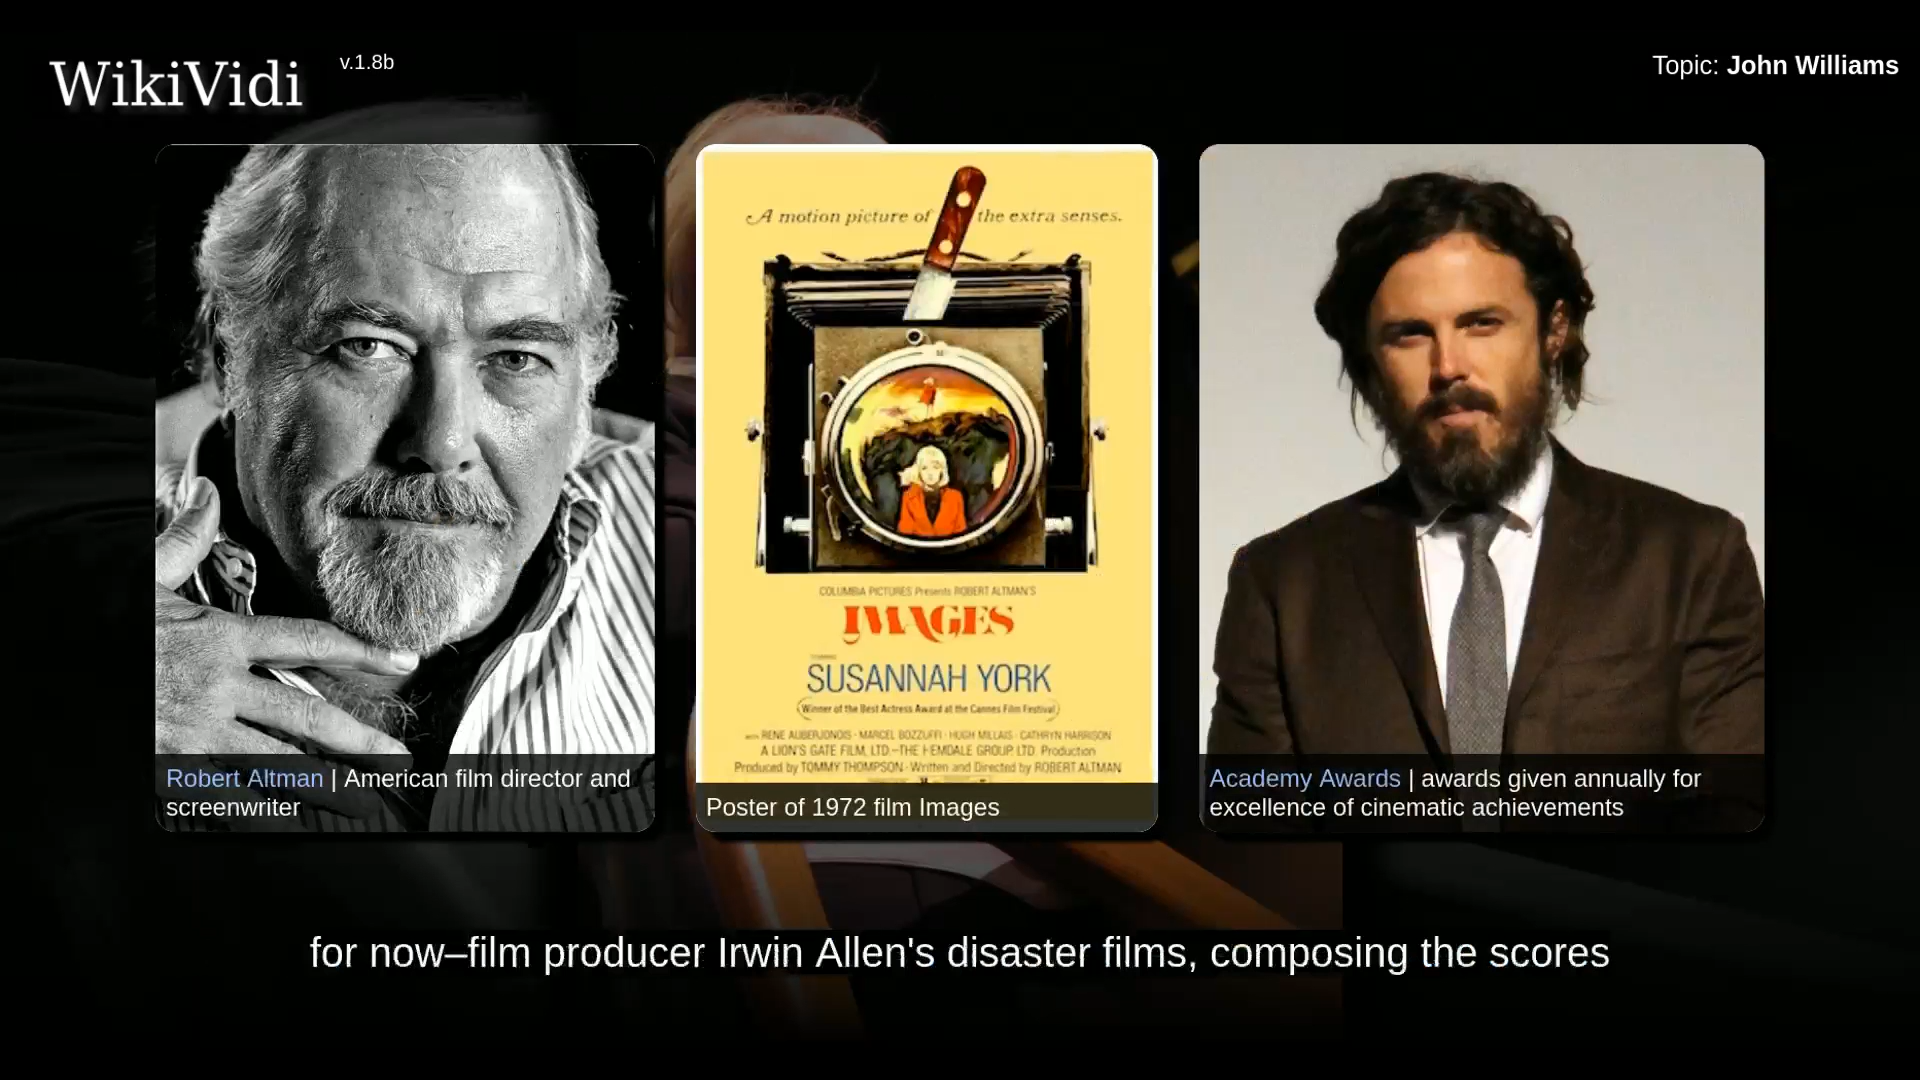 WikiVidi
v.1.8b
Topic: John Williams
Robert Altman | American film director and
screenwriter
A motion picture of the extra senses.
COLUMBIA PICTURES Presents ROBERT ALTMAN'S
IMAGES
SUSANNAH YORK
Winner of the Best Actress Award at the Cannes Film Festival
with RENE AUBERJONOIS · MARCEL BOZZUFFI · HUGH MILLAIS · CATHRYN HARRISON
A LION'S GATE FILM, LTD.–THE HEMDALE GROUP, LTD. Production
Produced by TOMMY THOMPSON · Written and Directed by ROBERT ALTMAN
Poster of 1972 film Images
Academy Awards | awards given annually for
excellence of cinematic achievements
for now–film producer Irwin Allen's disaster films, composing the scores